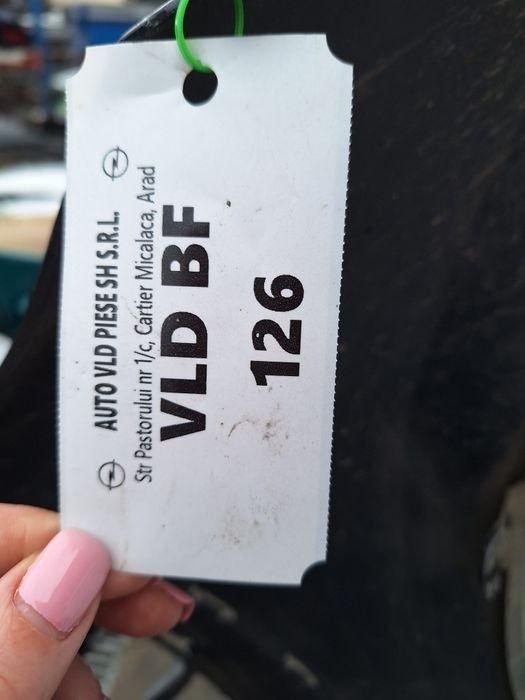 AUTO VLD PIESE SH S.R.L.
Str Pastorului nr 1/c, Cartier Micalaca, Arad
VLD BF
126